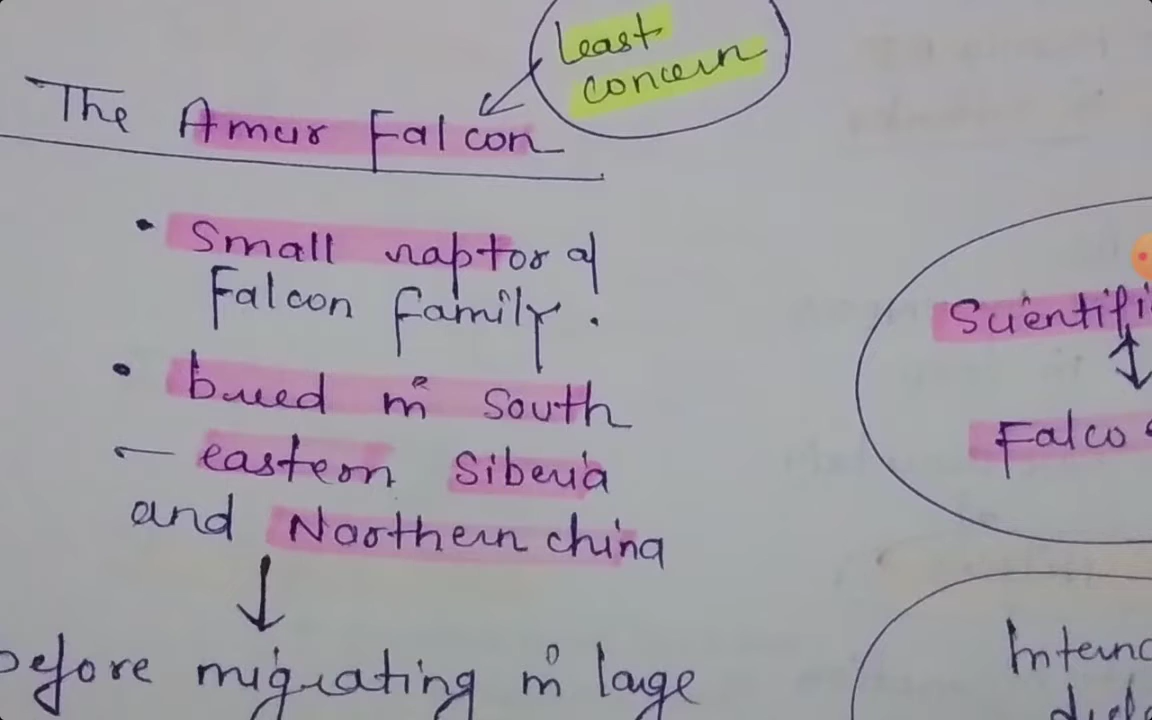 Least
concern
The Amur Falcon
• Small raptor of
Falcon family.
• breed in South
- eastern Siberia
and Northern china
↓
before migrating in lage
Scientifi
↕
Falco
Interna